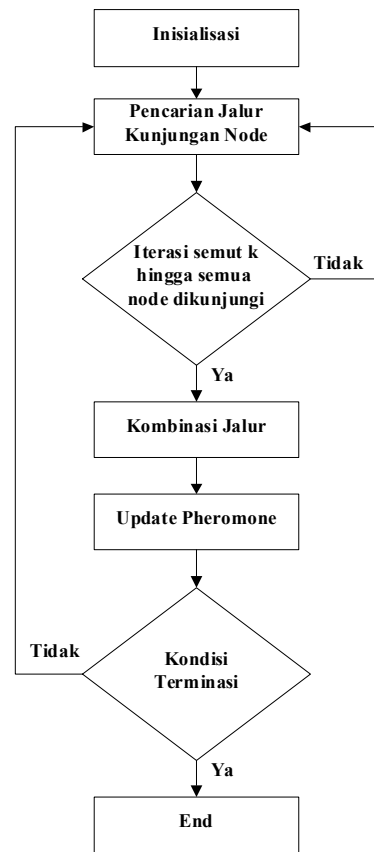 Inisialisasi
Pencarian Jalur
Kunjungan Node
Iterasi semut k
hingga semua
node dikunjungi
Tidak
Ya
Kombinasi Jalur
Update Pheromone
Tidak
Kondisi
Terminasi
Ya
End